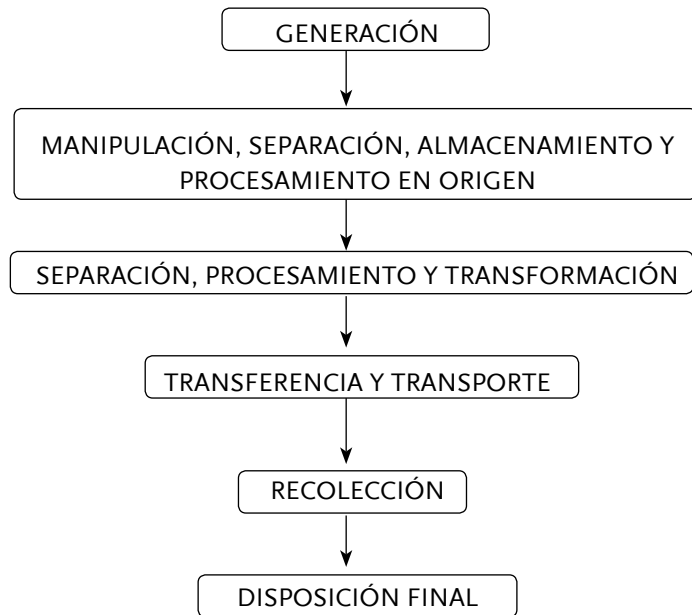 GENERACIÓN
MANIPULACIÓN, SEPARACIÓN, ALMACENAMIENTO Y
PROCESAMIENTO EN ORIGEN
SEPARACIÓN, PROCESAMIENTO Y TRANSFORMACIÓN
TRANSFERENCIA Y TRANSPORTE
RECOLECCIÓN
DISPOSICIÓN FINAL